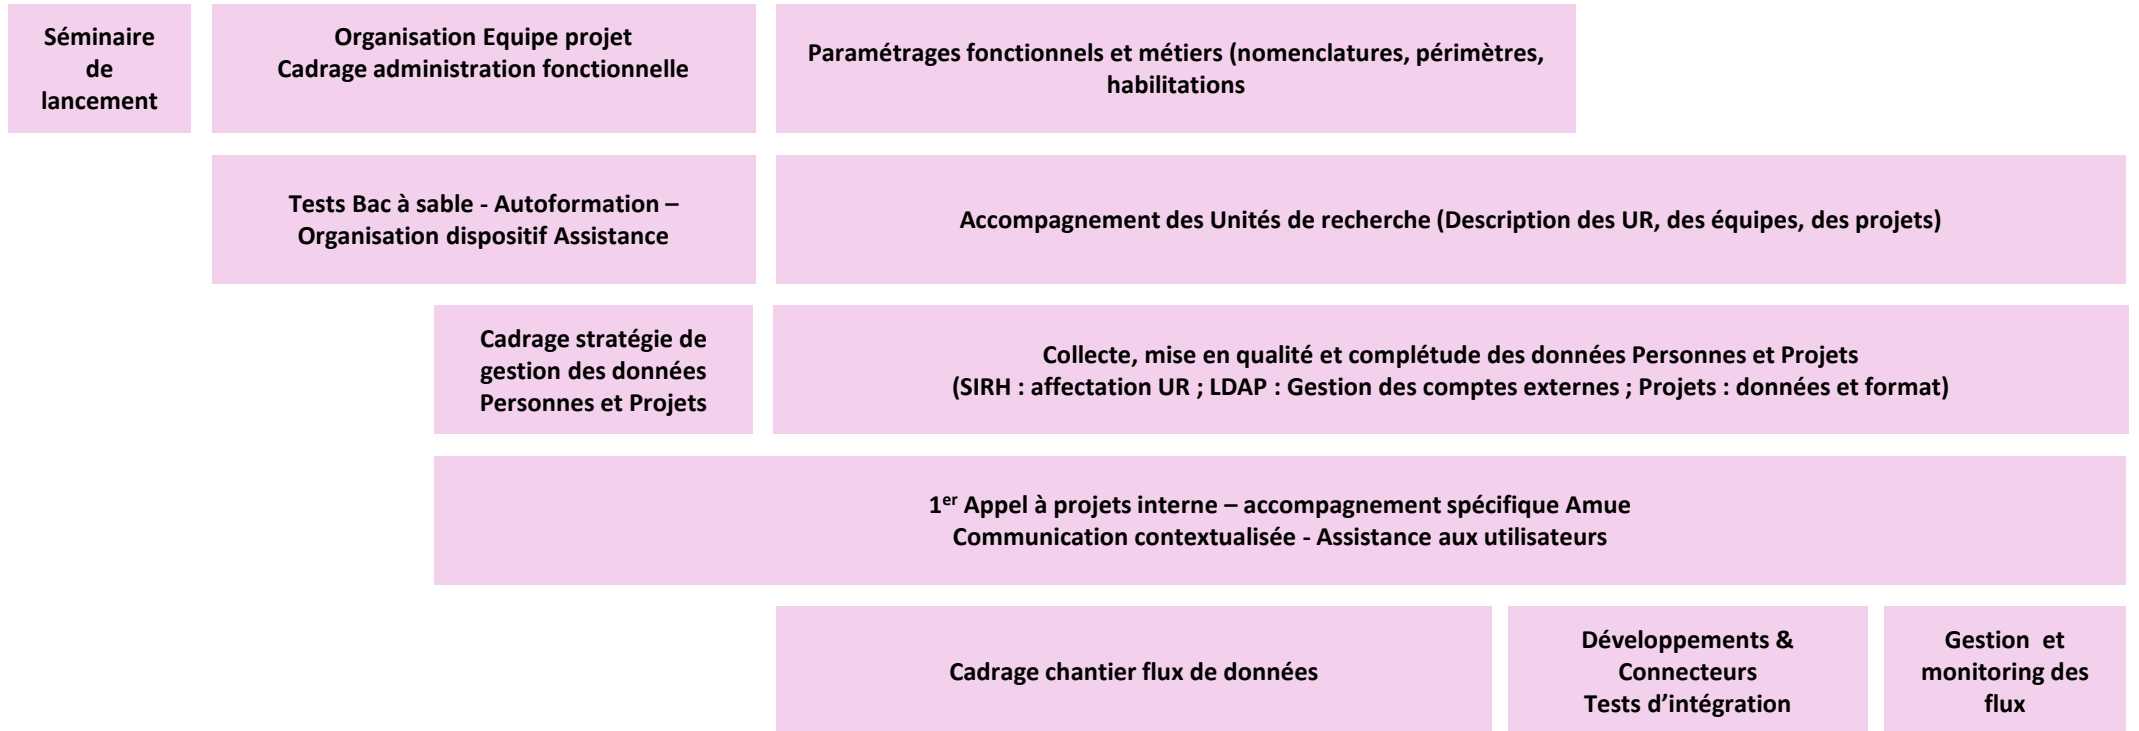 Séminaire
de
lancement
Organisation Equipe projet
Cadrage administration fonctionnelle
Paramétrages fonctionnels et métiers (nomenclatures, périmètres,
habilitations
Tests Bac à sable - Autoformation –
Organisation dispositif Assistance
Accompagnement des Unités de recherche (Description des UR, des équipes, des projets)
Cadrage stratégie de
gestion des données
Personnes et Projets
Collecte, mise en qualité et complétude des données Personnes et Projets
(SIRH : affectation UR ; LDAP : Gestion des comptes externes ; Projets : données et format)
1er Appel à projets interne – accompagnement spécifique Amue
Communication contextualisée - Assistance aux utilisateurs
Cadrage chantier flux de données
Développements &
Connecteurs
Tests d’intégration
Gestion et
monitoring des
flux